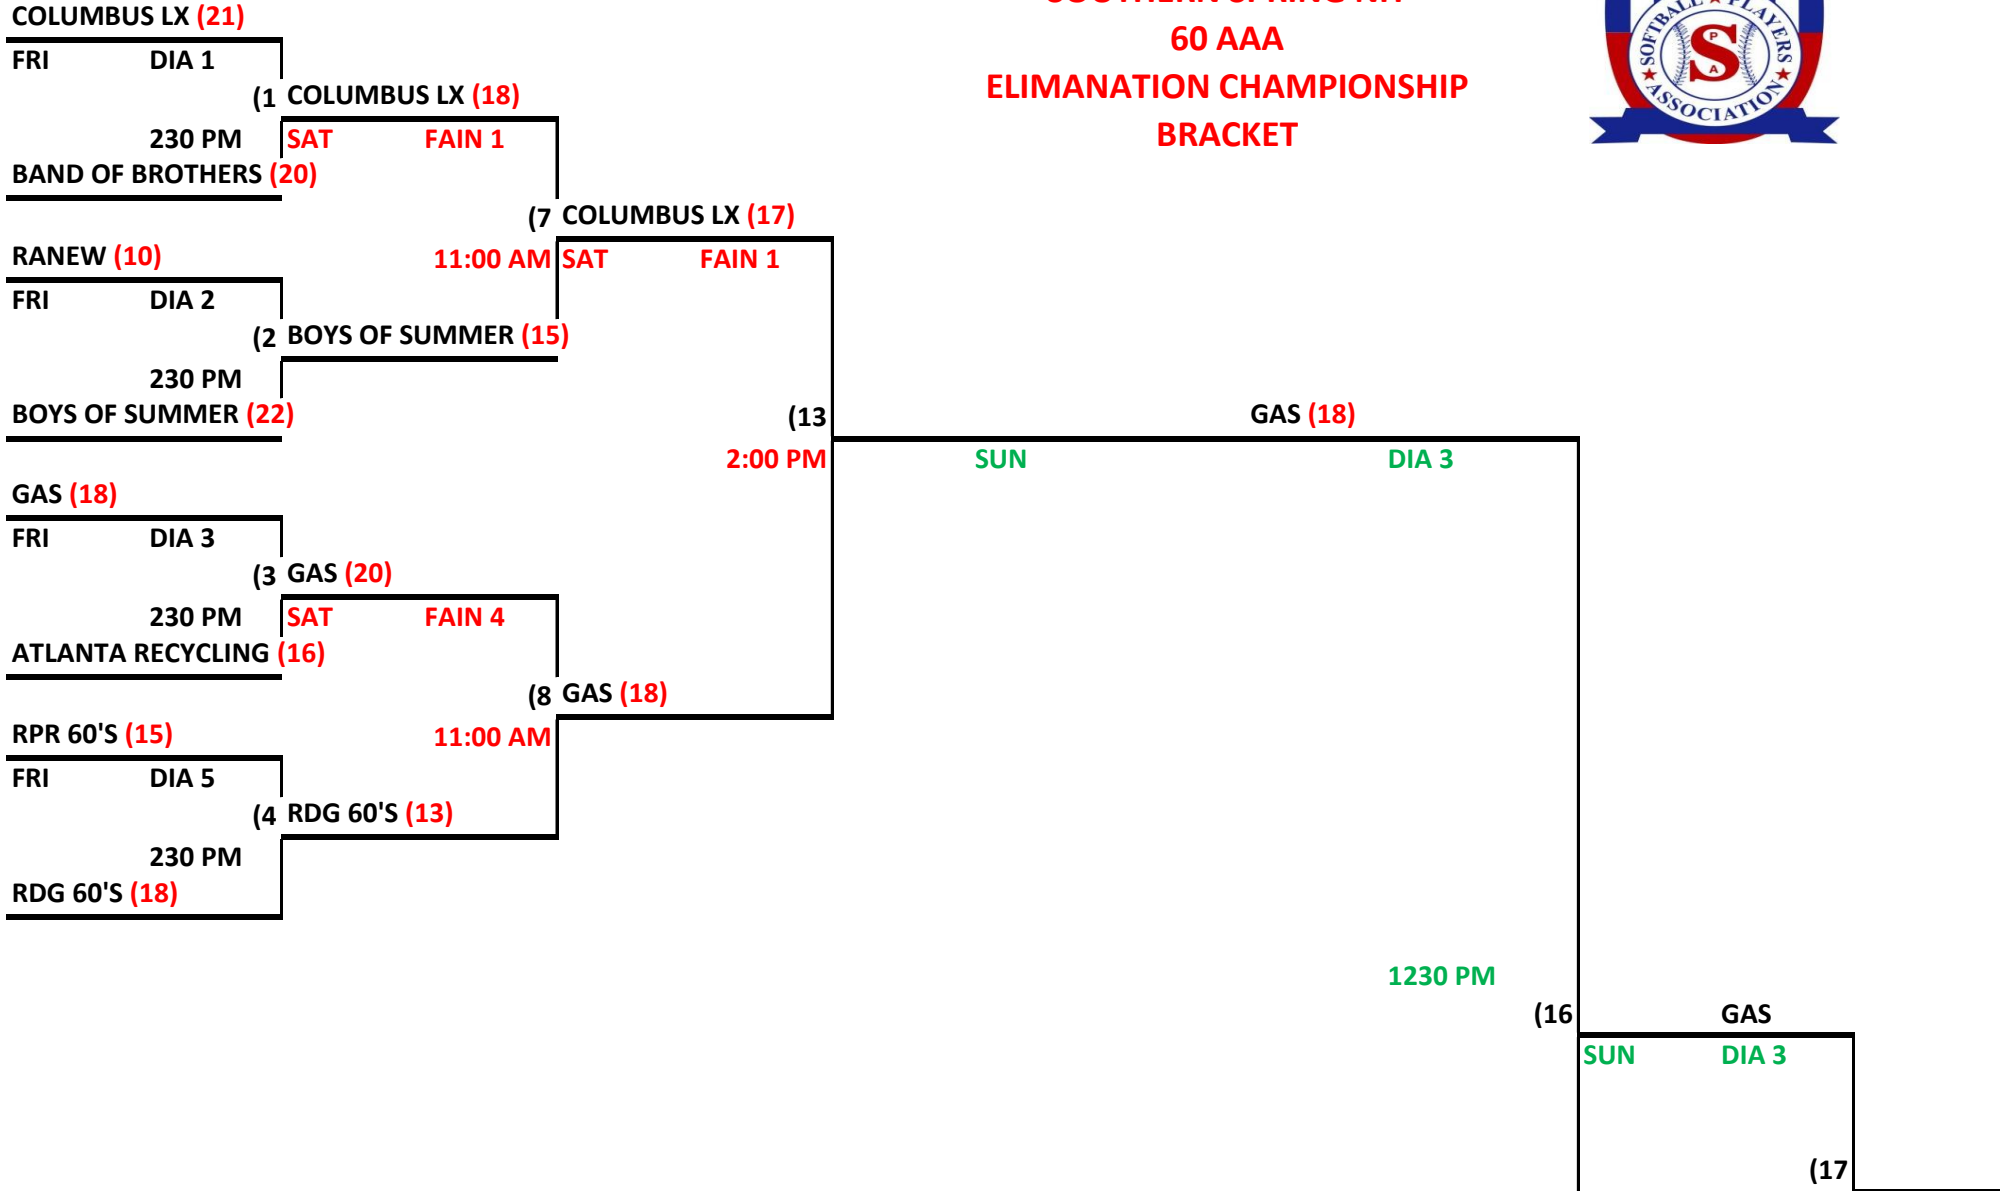 COLUMBUS LX (21)
60 AAA
ELIMANATION CHAMPIONSHIP
BRACKET
SOFTBALL ★ PLAYERS ★ ASSOCIATION ★
S
P
A
FRI DIA 1
(1 COLUMBUS LX (18)
230 PM SAT FAIN 1
BAND OF BROTHERS (20)
(7 COLUMBUS LX (17)
RANEW (10) 11:00 AM SAT FAIN 1
FRI DIA 2
(2 BOYS OF SUMMER (15)
230 PM
BOYS OF SUMMER (22) (13 GAS (18)
2:00 PM SUN DIA 3
GAS (18)
FRI DIA 3
(3 GAS (20)
230 PM SAT FAIN 4
ATLANTA RECYCLING (16)
(8 GAS (18)
RPR 60'S (15) 11:00 AM
FRI DIA 5
(4 RDG 60'S (13)
230 PM
RDG 60'S (18)
1230 PM
(16 GAS
SUN DIA 3
(17